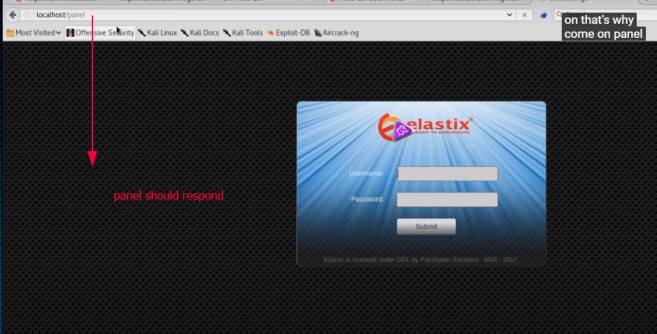 localhost/panel
on that's why
come on panel
Most Visited
Offensive Security
Kali Linux
Kali Docs
Kali Tools
Exploit-DB
Aircrack-ng
elastix
panel should respond
Username:
Password:
Submit
Elastix is licensed under GPL by PaloSanto Solutions. 2006 - 2017.